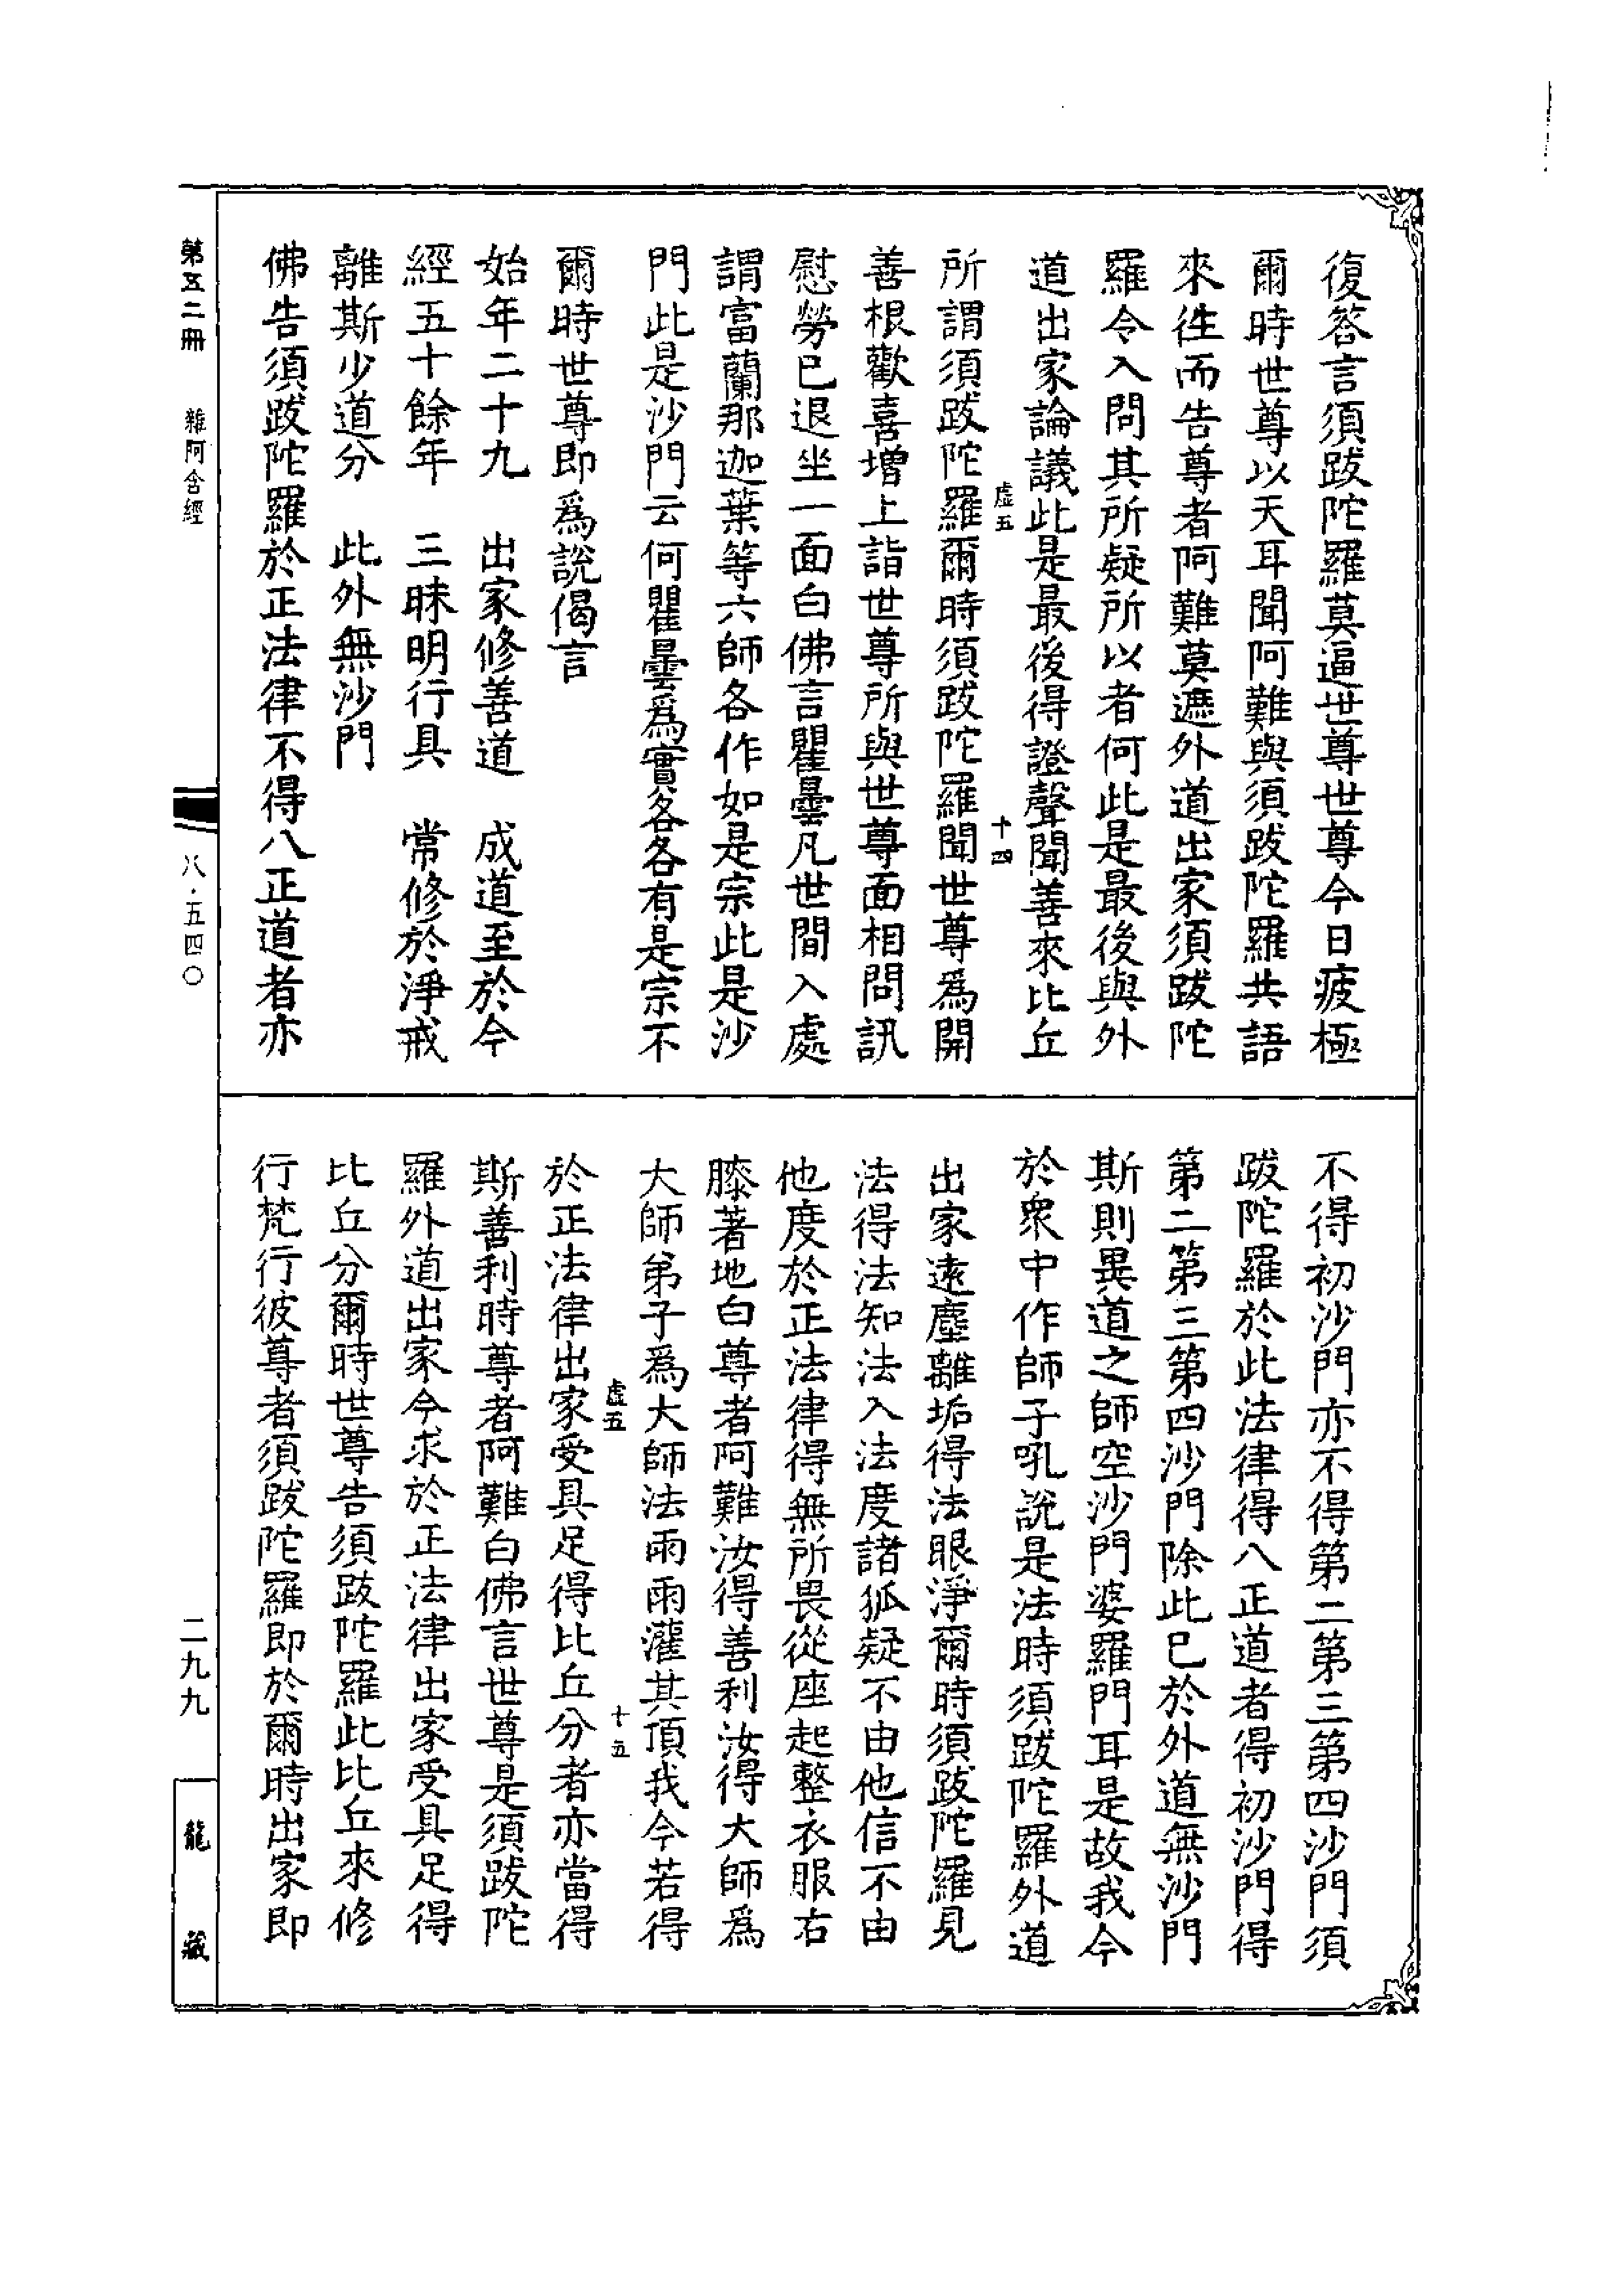 復答言須跋陀羅莫逼世尊世尊今日疲極
爾時世尊以天耳聞阿難與須跋陀羅共語
來往而告尊者阿難莫遮外道出家須跋陀
羅令入問其所疑所以者何此是最後與外
道出家論議此是最後得證聲聞善來比丘
虛五 十四
所謂須跋陀羅爾時須跋陀羅聞世尊為開
善根歡喜增上詣世尊所與世尊面相問訊
慰勞已退坐一面白佛言瞿曇凡世間入處
謂富蘭那迦葉等六師各作如是宗此是沙
門此是沙門云何瞿曇為實各各有是宗不
爾時世尊即為說偈言
始年二十九 出家修善道 成道至於今
經五十餘年 三昧明行具 常修於淨戒
離斯少道分 此外無沙門
佛告須跋陀羅於正法律不得八正道者亦
不得初沙門亦不得第二第三第四沙門須
跋陀羅於此法律得八正道者得初沙門得
第二第三第四沙門除此已於外道無沙門
斯則異道之師空沙門婆羅門耳是故我今
於眾中作師子吼說是法時須跋陀羅外道
出家遠塵離垢得法眼淨爾時須跋陀羅見
法得法知法入法度諸狐疑不由他信不由
他度於正法律得無所畏從座起整衣服右
膝著地白尊者阿難汝得善利汝得大師為
大師弟子為大師法雨雨灌其頂我今若得
虛五 十五
於正法律出家受具足得比丘分者亦當得
斯善利時尊者阿難白佛言世尊是須跋陀
羅外道出家今求於正法律出家受具足得
比丘分爾時世尊告須跋陀羅此比丘來修
行梵行彼尊者須跋陀羅即於爾時出家即
第五二冊 雜阿含經 八·五四〇 二九九 龍藏